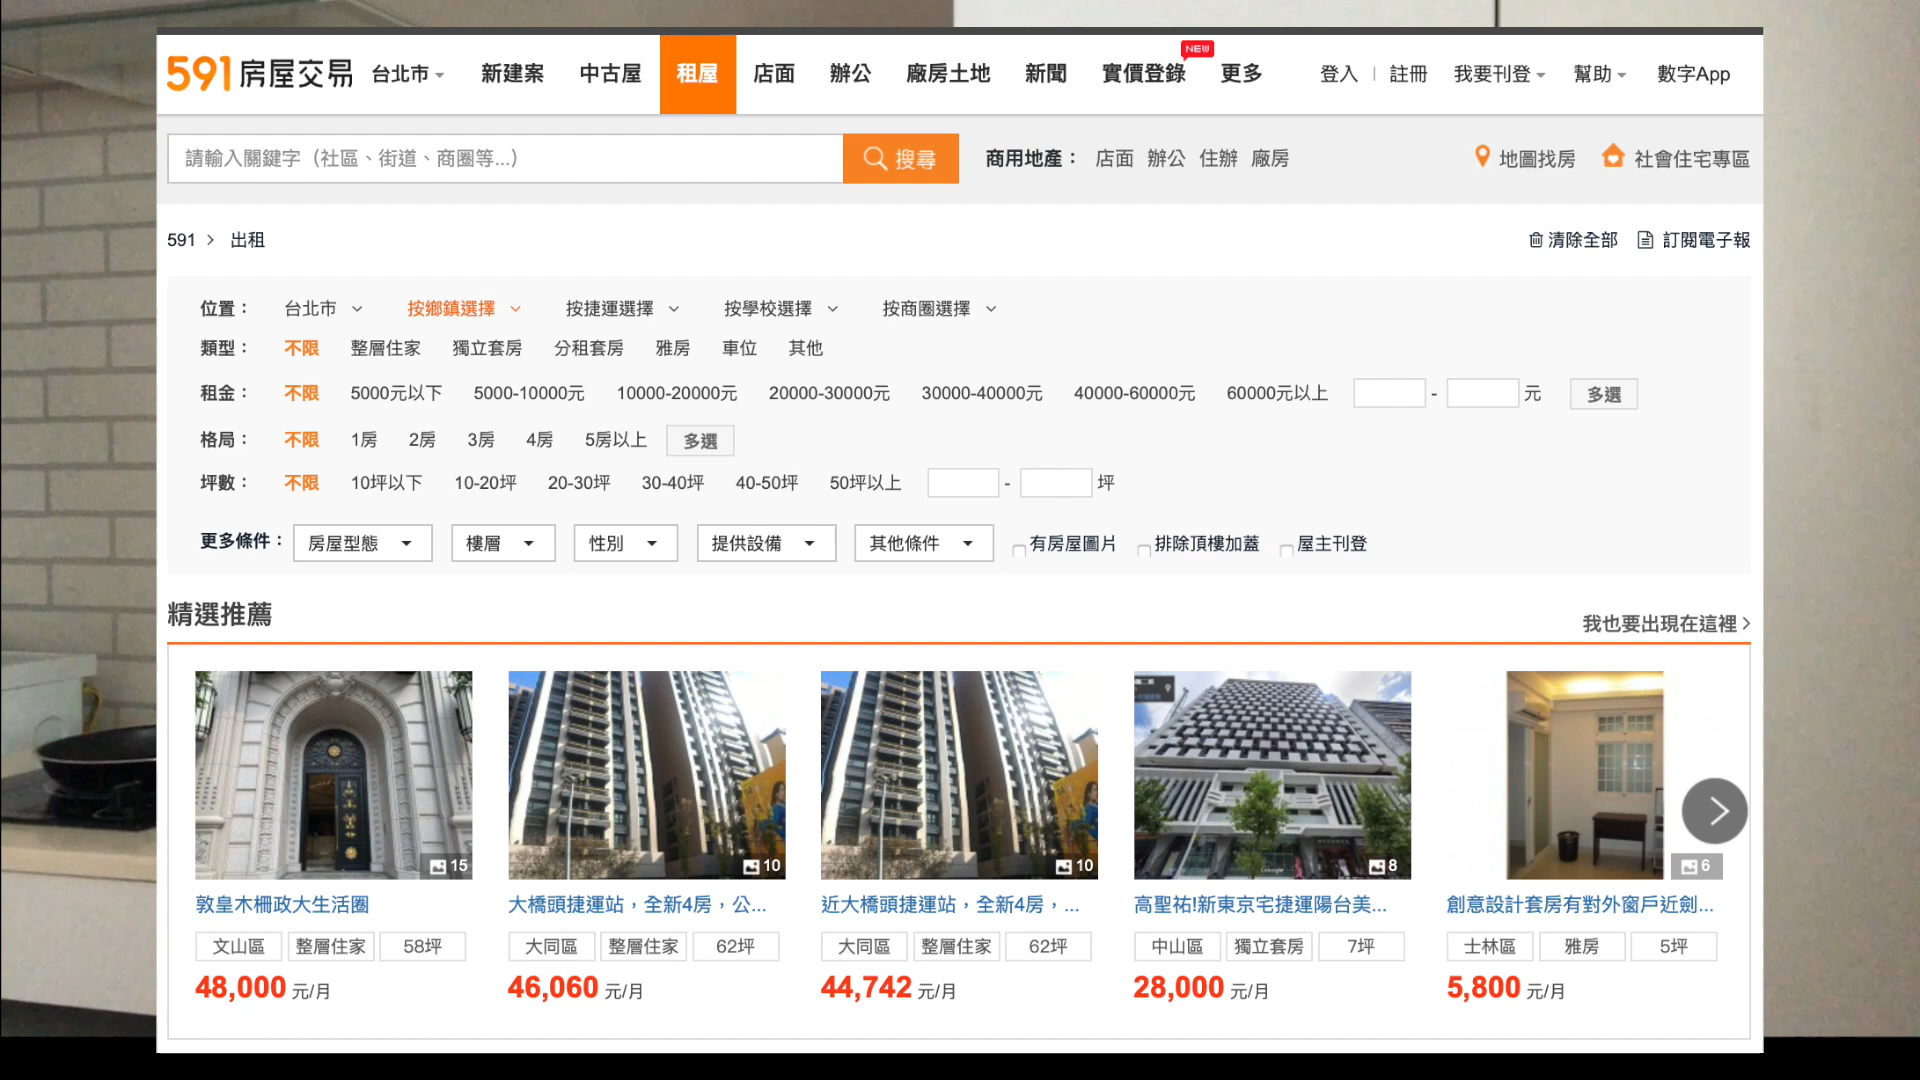 591房屋交易 台北市 新建案 中古屋 租屋 店面 辦公 廠房土地 新聞 實價登錄 NEW 更多 登入 | 註冊 我要刊登 幫助 數字App
請輸入關鍵字（社區、街道、商圈等...） 搜尋 商用地產： 店面 辦公 住辦 廠房 地圖找房 社會住宅專區
591 > 出租 清除全部 訂閱電子報
位置： 台北市 按鄉鎮選擇 按捷運選擇 按學校選擇 按商圈選擇
類型： 不限 整層住家 獨立套房 分租套房 雅房 車位 其他
租金： 不限 5000元以下 5000-10000元 10000-20000元 20000-30000元 30000-40000元 40000-60000元 60000元以上 - 元 多選
格局： 不限 1房 2房 3房 4房 5房以上 多選
坪數： 不限 10坪以下 10-20坪 20-30坪 30-40坪 40-50坪 50坪以上 - 坪
更多條件： 房屋型態 樓層 性別 提供設備 其他條件 有房屋圖片 排除頂樓加蓋 屋主刊登
精選推薦 我也要出現在這裡 >
15 10 10 8 6
敦皇木柵政大生活圈 大橋頭捷運站，全新4房，公... 近大橋頭捷運站，全新4房，... 高聖祐!新東京宅捷運陽台美... 創意設計套房有對外窗戶近劍...
文山區 整層住家 58坪 大同區 整層住家 62坪 大同區 整層住家 62坪 中山區 獨立套房 7坪 士林區 雅房 5坪
48,000 元/月 46,060 元/月 44,742 元/月 28,000 元/月 5,800 元/月